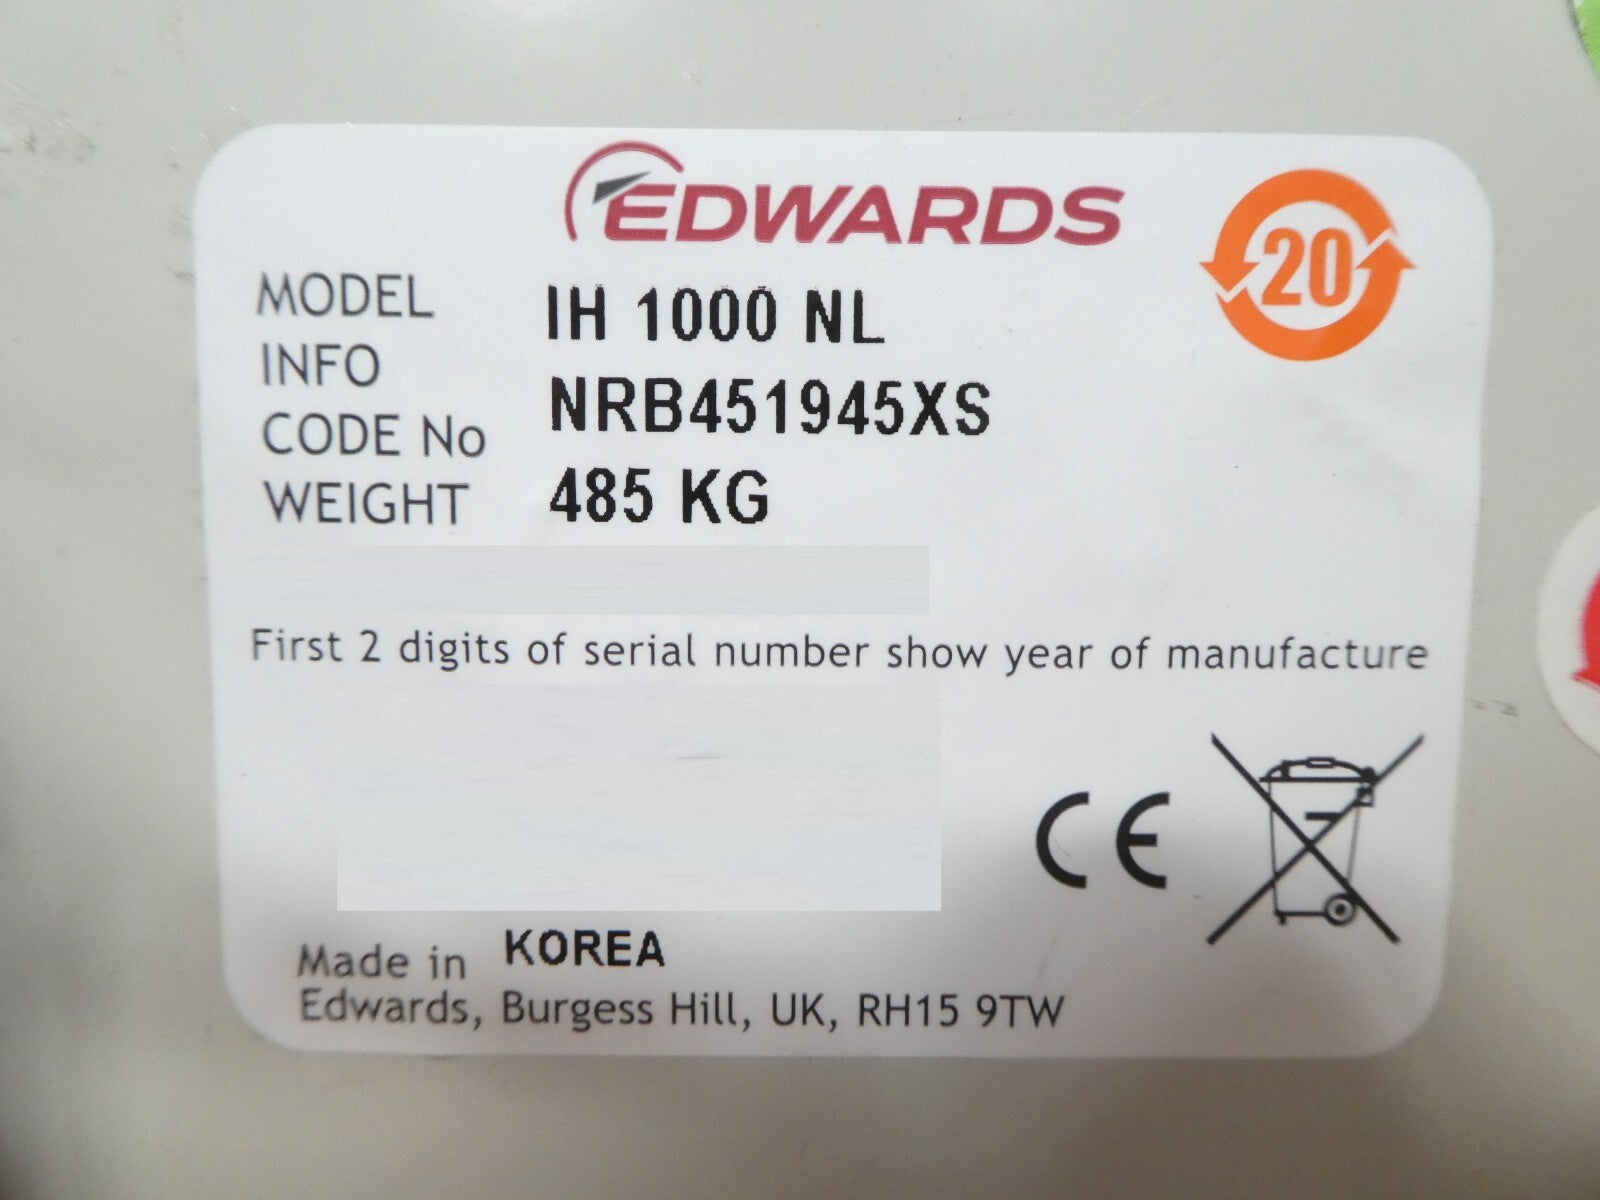 EDWARDS
20
MODEL IH 1000 NL
INFO
CODE No NRB451945XS
WEIGHT 485 KG
First 2 digits of serial number show year of manufacture
CE
Made in KOREA
Edwards, Burgess Hill, UK, RH15 9TW